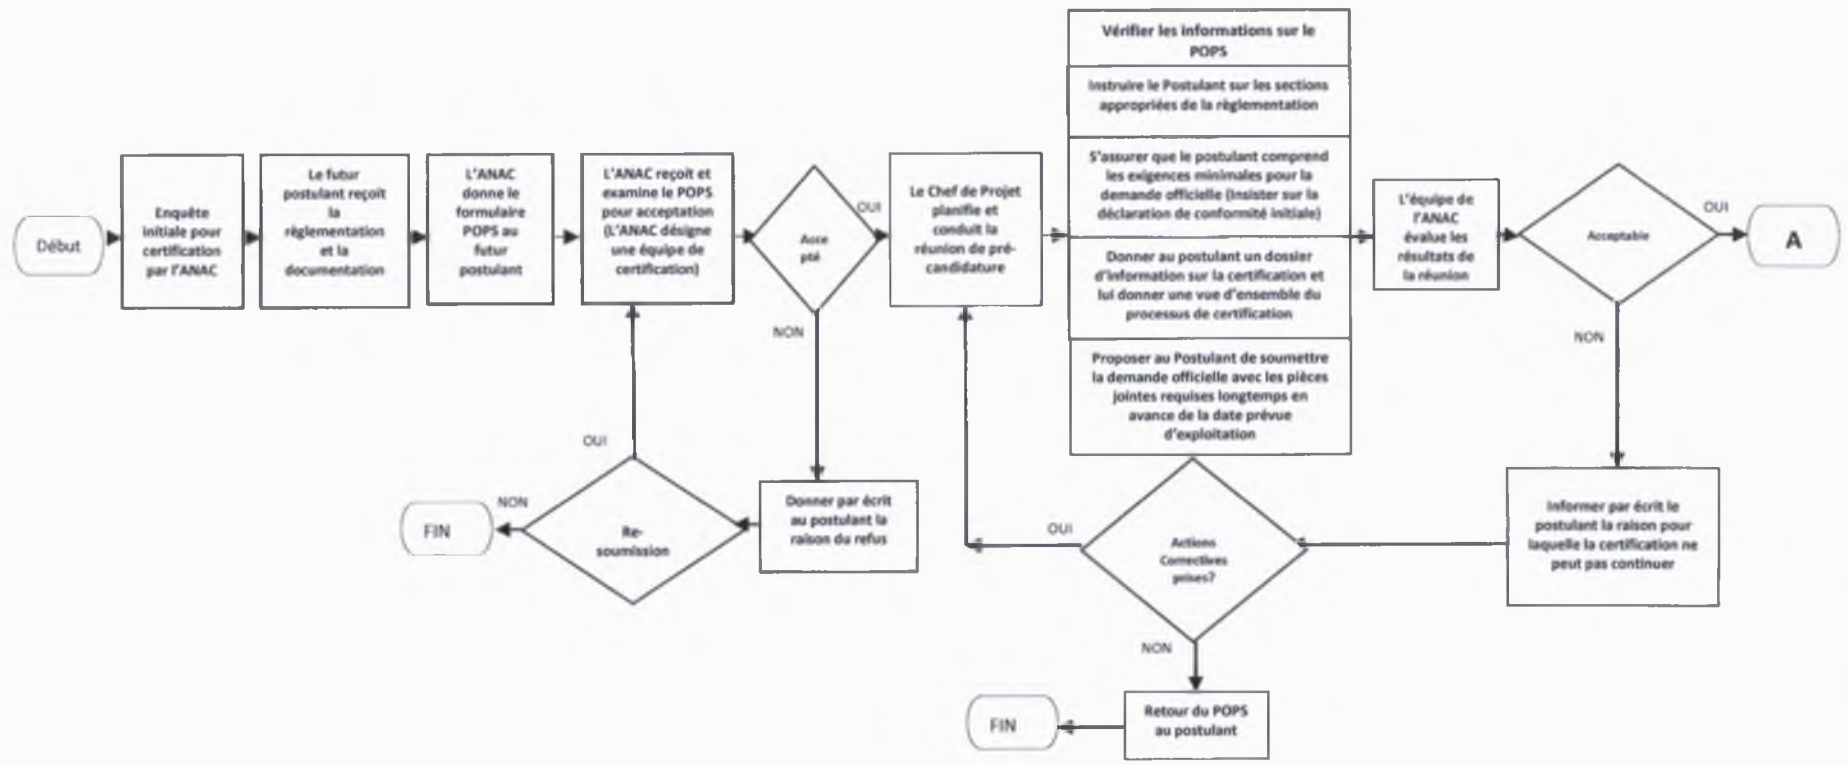 Début
Enquête
initiale pour
certification
par l'ANAC
Le futur
postulant reçoit
la
règlementation
et la
documentation
L'ANAC
donne le
formulaire
POPS au
futur
postulant
L'ANAC reçoit et
examine le POPS
pour acceptation
(L'ANAC désigne
une équipe de
certification)
Acce
pté
OUI
NON
Le Chef de Projet
planifie et
conduit la
réunion de pré-
candidature
Vérifier les informations sur le
POPS
Instruire le Postulant sur les sections
appropriées de la règlementation
S'assurer que le postulant comprend
les exigences minimales pour la
demande officielle (Insister sur la
déclaration de conformité initiale)
Donner au postulant un dossier
d'information sur la certification et
lui donner une vue d'ensemble du
processus de certification
Proposer au Postulant de soumettre
la demande officielle avec les pièces
jointes requises longtemps en
avance de la date prévue
d'exploitation
L'équipe de
l'ANAC
évalue les
résultats de
la réunion
Acceptable
OUI
A
NON
OUI
NON
FIN
Re-
soumission
Donner par écrit
au postulant la
raison du refus
OUI
Actions
Correctives
prises?
Informer par écrit le
postulant la raison pour
laquelle la certification ne
peut pas continuer
NON
Retour du POPS
au postulant
FIN